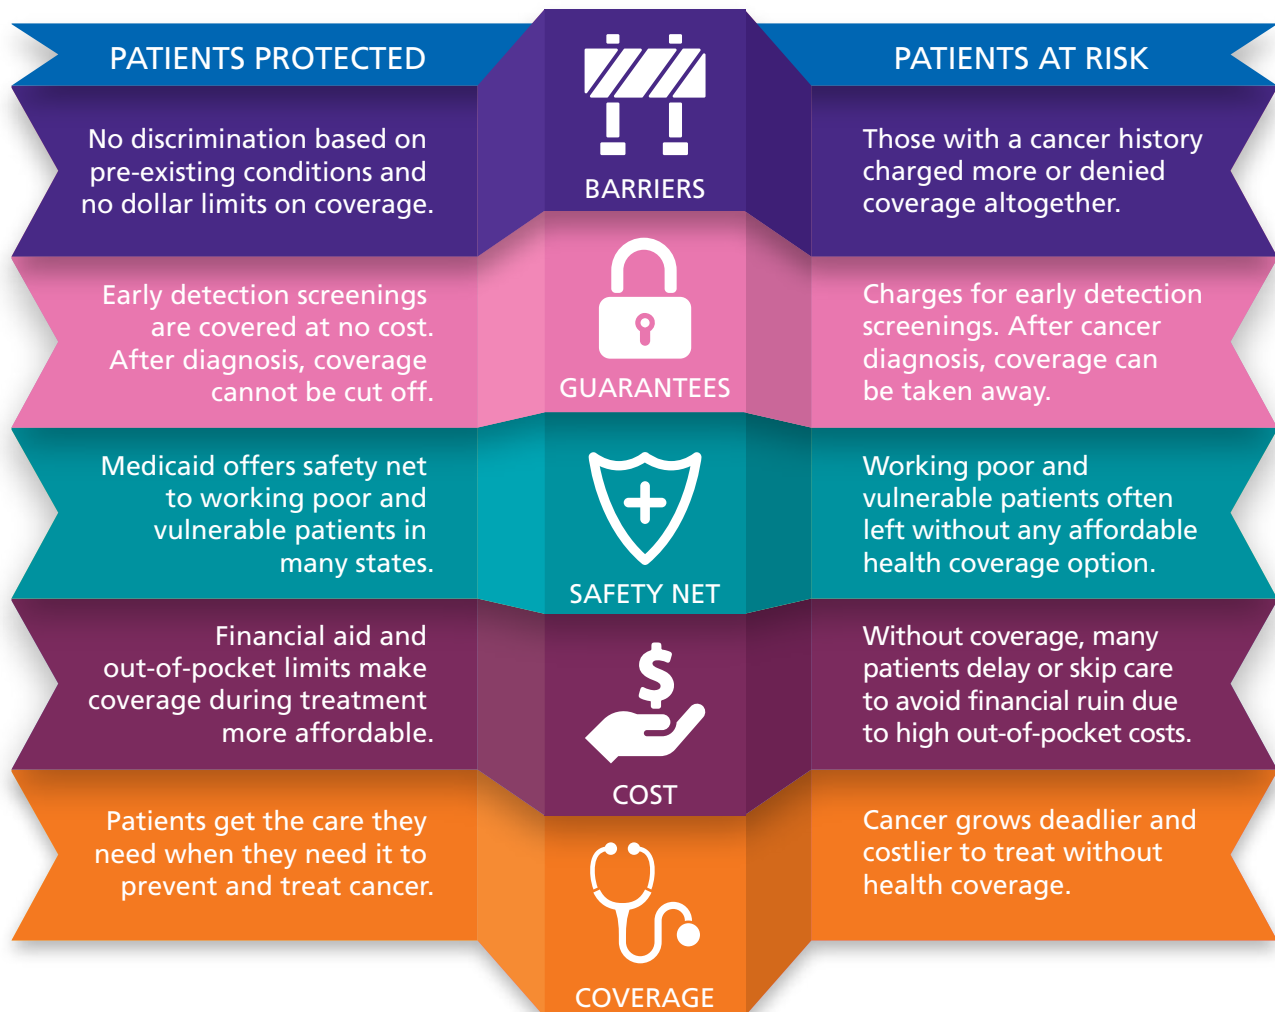 PATIENTS PROTECTED
PATIENTS AT RISK
No discrimination based on
pre-existing conditions and
no dollar limits on coverage.
BARRIERS
Those with a cancer history
charged more or denied
coverage altogether.
Early detection screenings
are covered at no cost.
After diagnosis, coverage
cannot be cut off.
GUARANTEES
Charges for early detection
screenings. After cancer
diagnosis, coverage can
be taken away.
Medicaid offers safety net
to working poor and
vulnerable patients in
many states.
SAFETY NET
Working poor and
vulnerable patients often
left without any affordable
health coverage option.
Financial aid and
out-of-pocket limits make
coverage during treatment
more affordable.
$
COST
Without coverage, many
patients delay or skip care
to avoid financial ruin due
to high out-of-pocket costs.
Patients get the care they
need when they need it to
prevent and treat cancer.
COVERAGE
Cancer grows deadlier and
costlier to treat without
health coverage.